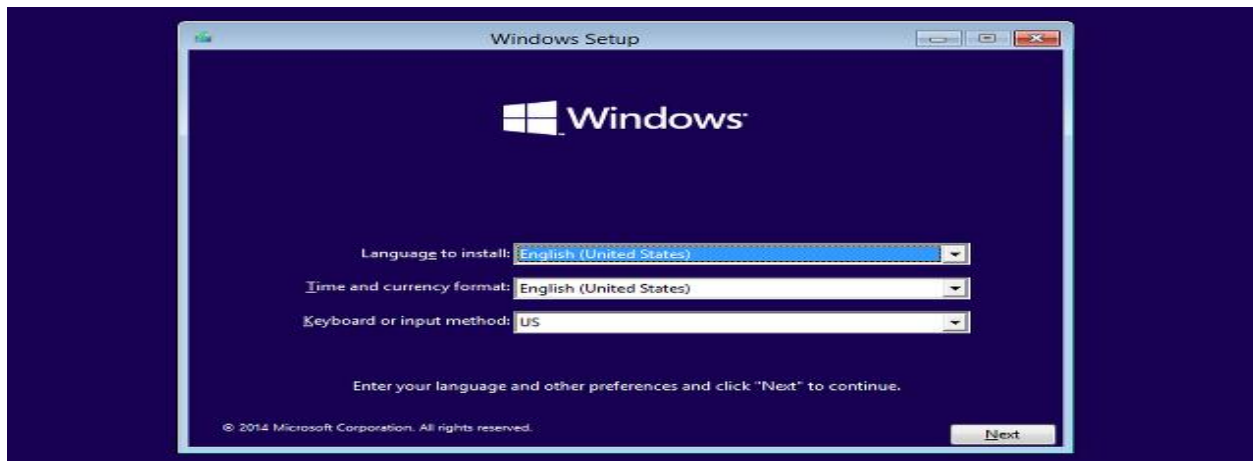 Windows Setup
Windows
Language to install: English (United States)
Time and currency format: English (United States)
Keyboard or input method: US
Enter your language and other preferences and click "Next" to continue.
© 2014 Microsoft Corporation. All rights reserved.
Next